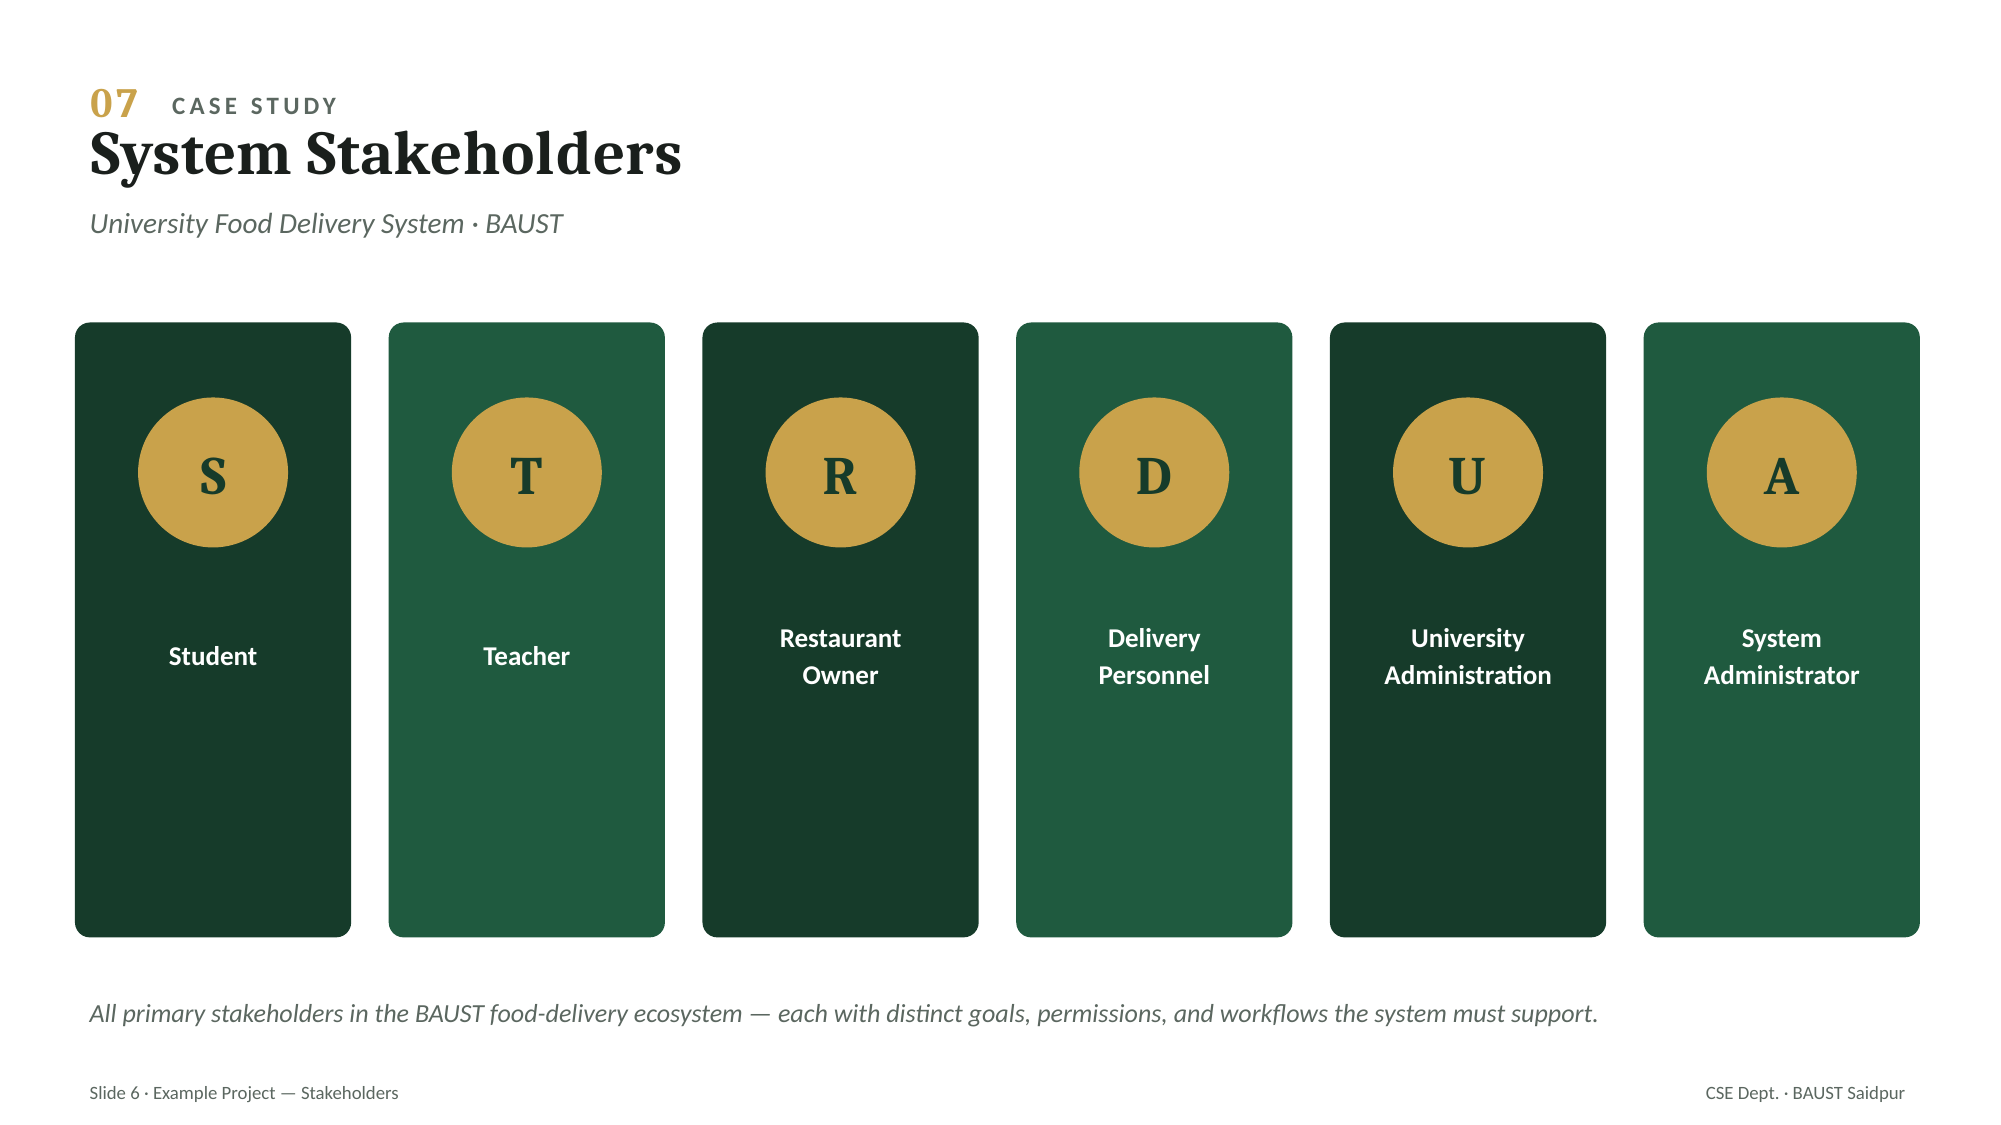 07 CASE STUDY
System Stakeholders
University Food Delivery System · BAUST
S
Student
T
Teacher
R
Restaurant
Owner
D
Delivery
Personnel
U
University
Administration
A
System
Administrator
All primary stakeholders in the BAUST food-delivery ecosystem — each with distinct goals, permissions, and workflows the system must support.
Slide 6 · Example Project — Stakeholders
CSE Dept. · BAUST Saidpur